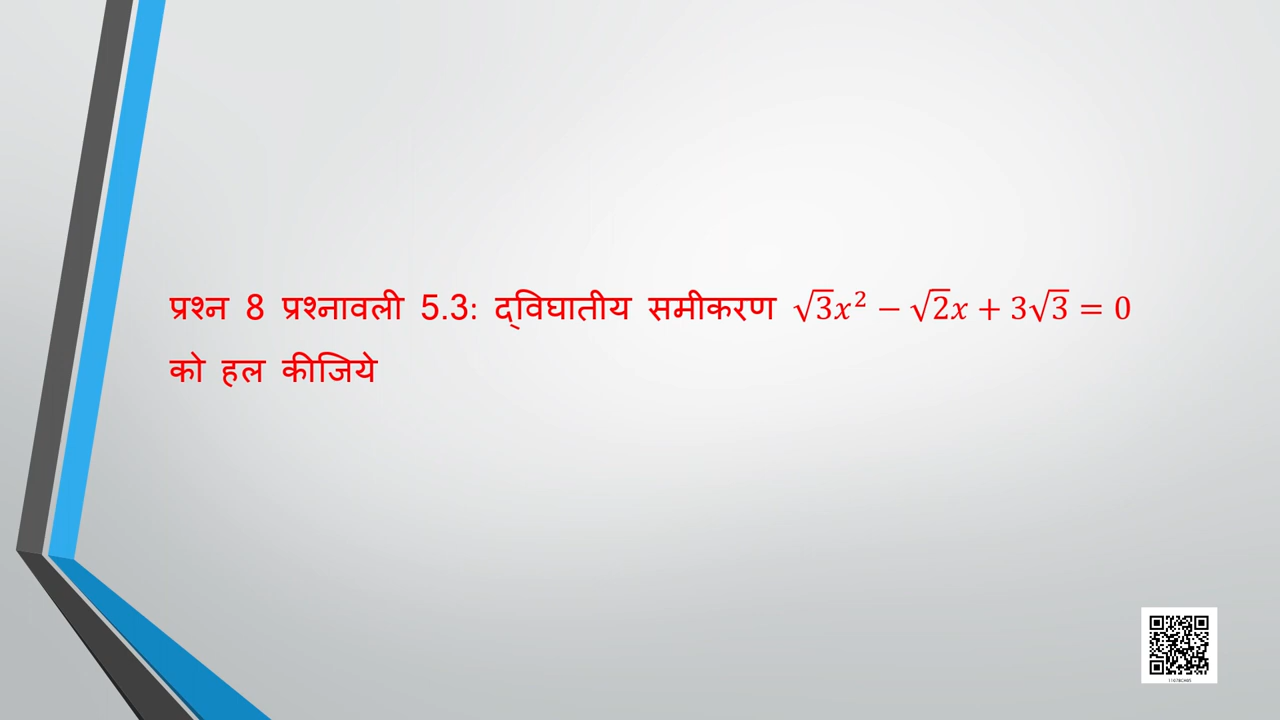 प्रश्न 8 प्रश्नावली 5.3: द्विघातीय समीकरण √3x² − √2x + 3√3 = 0
को हल कीजिये